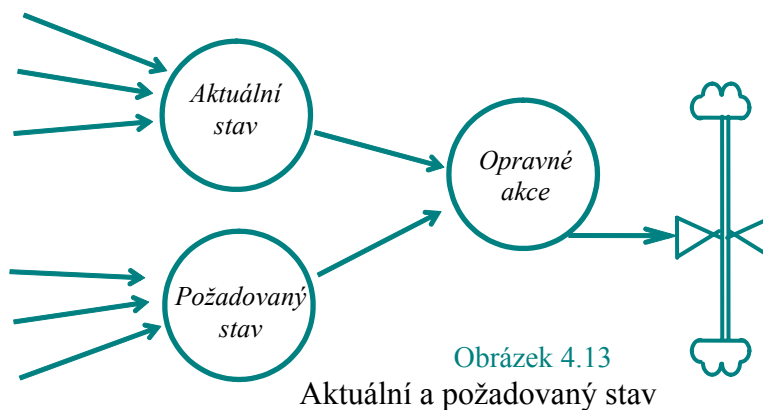 Aktuální
stav
Opravné
akce
Požadovaný
stav
Obrázek 4.13
Aktuální a požadovaný stav